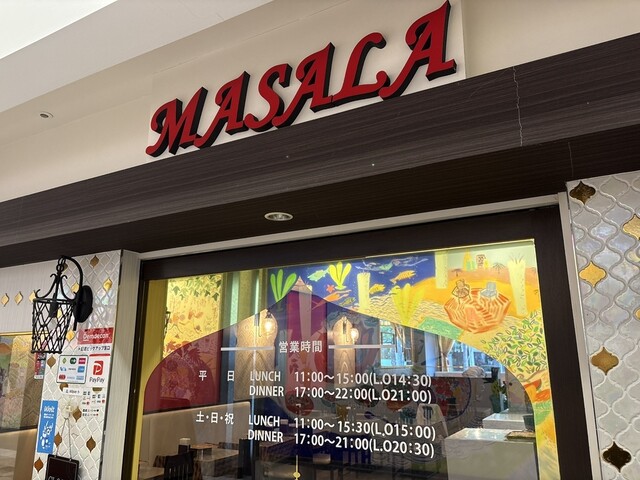 MASALA
営業時間
平 日 LUNCH 11:00～15:00(L.O14:30)
DINNER 17:00～22:00(L.O21:00)
土・日・祝 LUNCH 11:00～15:30(L.O15:00)
DINNER 17:00～21:00(L.O20:30)
Demaecan
PayPay